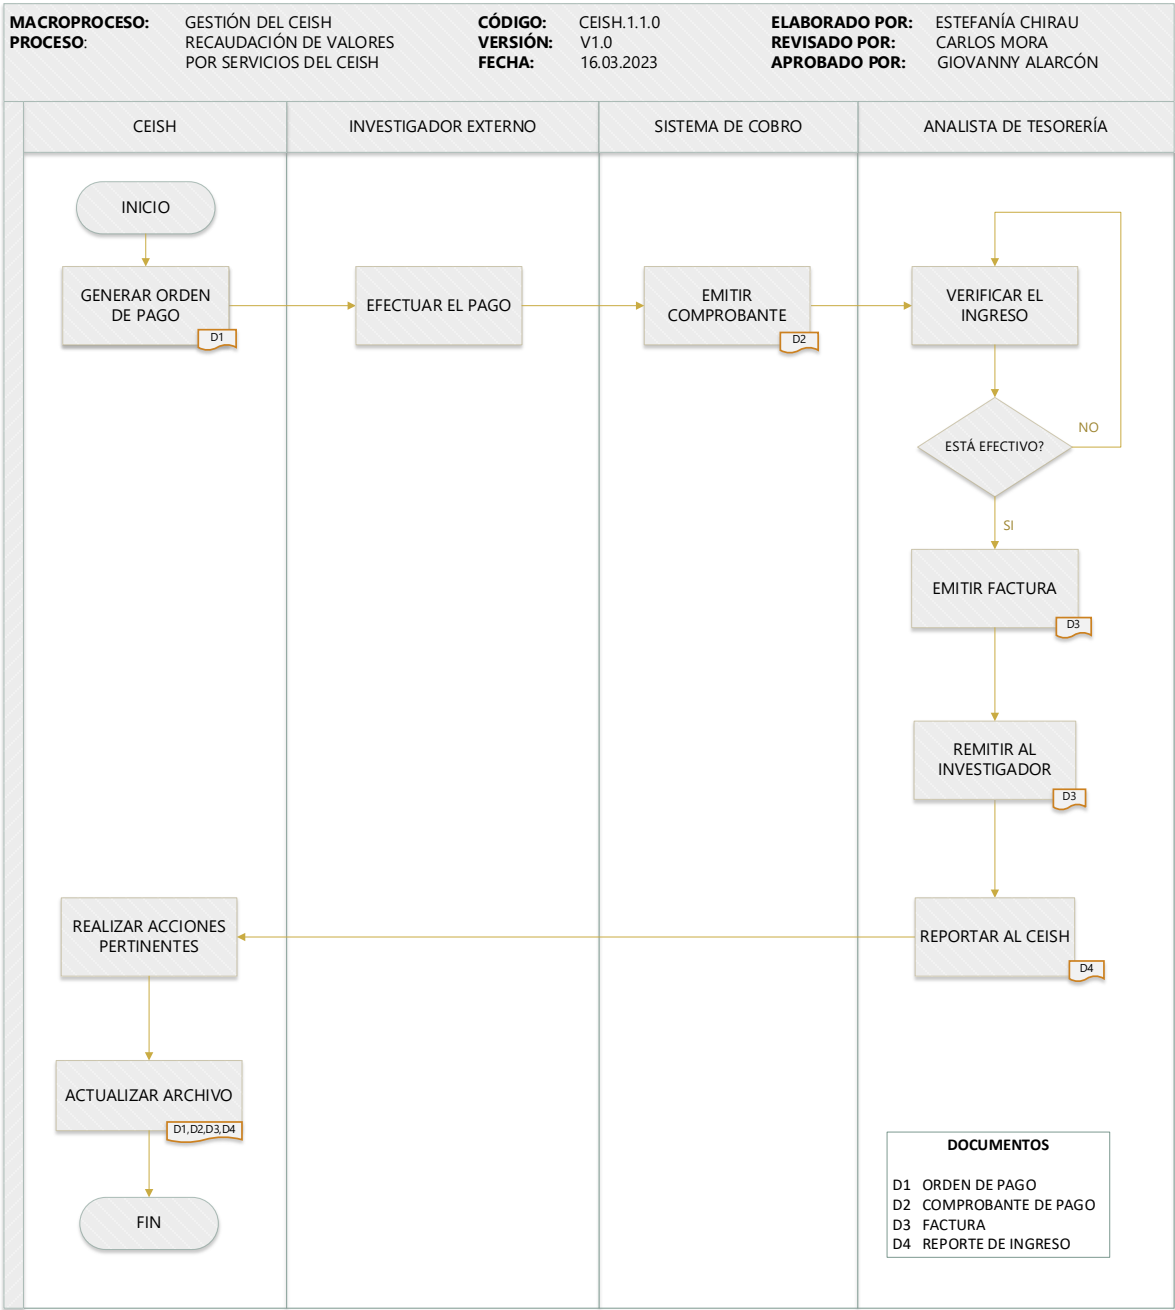 MACROPROCESO: GESTIÓN DEL CEISH CÓDIGO: CEISH.1.1.0 ELABORADO POR: ESTEFANÍA CHIRAU
PROCESO: RECAUDACIÓN DE VALORES VERSIÓN: V1.0 REVISADO POR: CARLOS MORA
POR SERVICIOS DEL CEISH FECHA: 16.03.2023 APROBADO POR: GIOVANNY ALARCÓN
CEISH INVESTIGADOR EXTERNO SISTEMA DE COBRO ANALISTA DE TESORERÍA
INICIO
GENERAR ORDEN
DE PAGO
D1
EFECTUAR EL PAGO
EMITIR
COMPROBANTE
D2
VERIFICAR EL
INGRESO
ESTÁ EFECTIVO?
NO
SI
EMITIR FACTURA
D3
REMITIR AL
INVESTIGADOR
D3
REPORTAR AL CEISH
D4
REALIZAR ACCIONES
PERTINENTES
ACTUALIZAR ARCHIVO
D1,D2,D3,D4
FIN
DOCUMENTOS
D1 ORDEN DE PAGO
D2 COMPROBANTE DE PAGO
D3 FACTURA
D4 REPORTE DE INGRESO